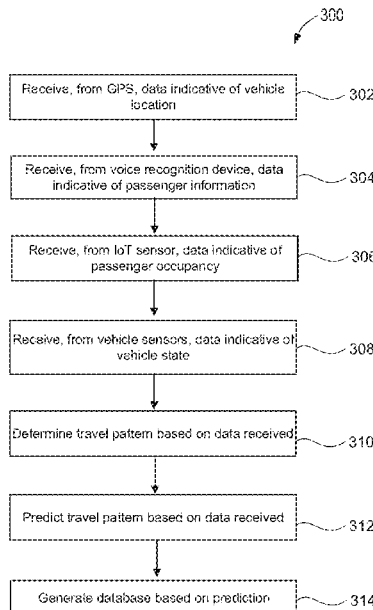 300
Receive, from GPS, data indicative of vehicle
location
302
Receive, from voice recognition device, data
indicative of passenger information
304
Receive, from IoT sensor, data indicative of
passenger occupancy
306
Receive, from vehicle sensors, data indicative of
vehicle state
308
Determine travel pattern based on data received
310
Predict travel pattern based on data received
312
Generate database based on prediction
314